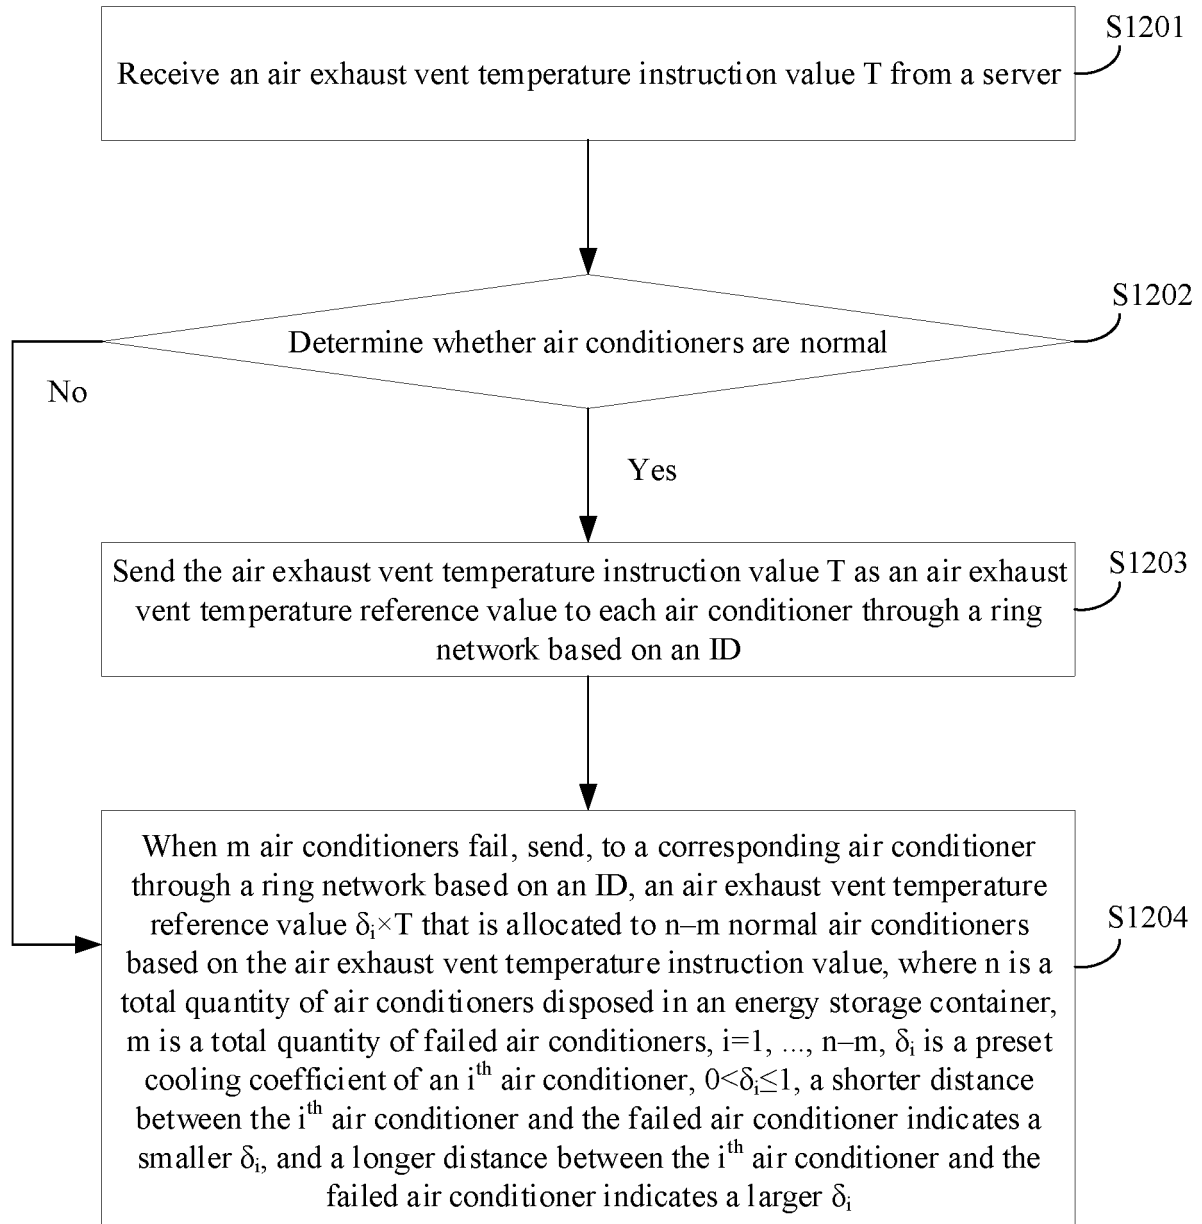 S1201
Receive an air exhaust vent temperature instruction value T from a server
S1202
Determine whether air conditioners are normal
No
Yes
S1203
Send the air exhaust vent temperature instruction value T as an air exhaust
vent temperature reference value to each air conditioner through a ring
network based on an ID
S1204
When m air conditioners fail, send, to a corresponding air conditioner
through a ring network based on an ID, an air exhaust vent temperature
reference value δᵢ×T that is allocated to n–m normal air conditioners
based on the air exhaust vent temperature instruction value, where n is a
total quantity of air conditioners disposed in an energy storage container,
m is a total quantity of failed air conditioners, i=1, ..., n–m, δᵢ is a preset
cooling coefficient of an iᵗʰ air conditioner, 0<δᵢ≤1, a shorter distance
between the iᵗʰ air conditioner and the failed air conditioner indicates a
smaller δᵢ, and a longer distance between the iᵗʰ air conditioner and the
failed air conditioner indicates a larger δᵢ